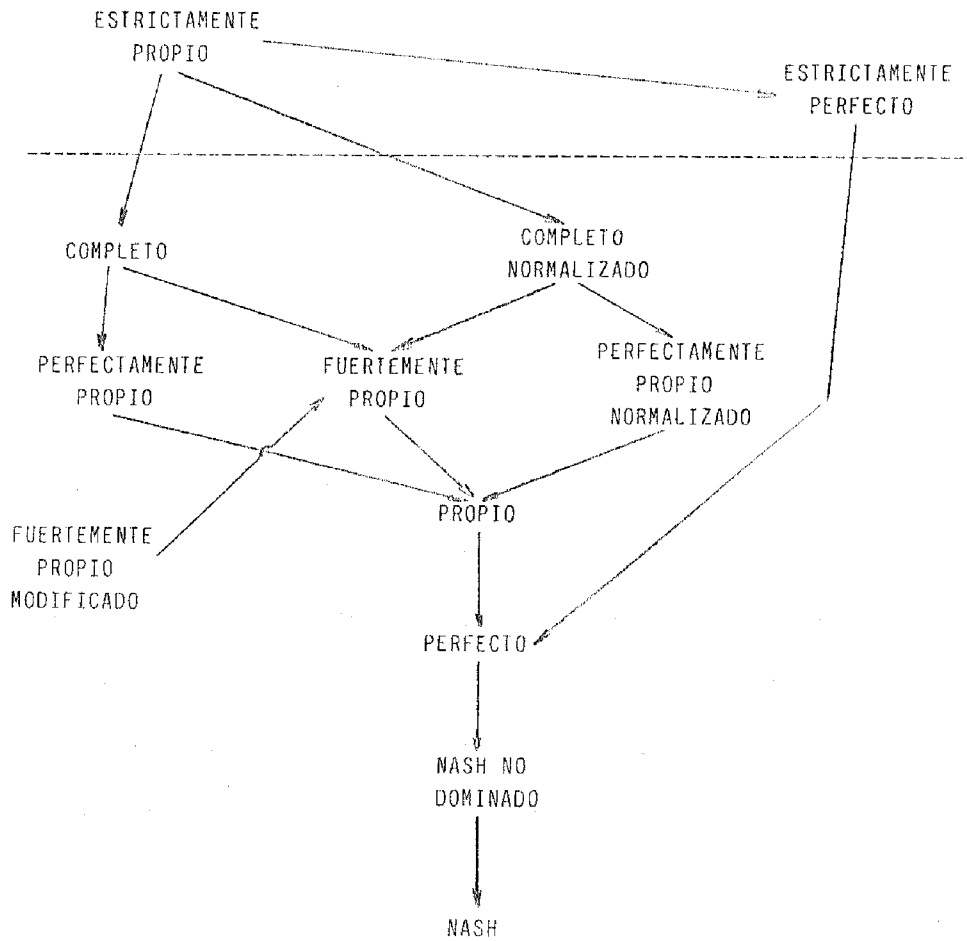 ESTRICTAMENTE
PROPIO
ESTRICTAMENTE
PERFECTO
COMPLETO
COMPLETO
NORMALIZADO
PERFECTAMENTE
PROPIO
FUERTEMENTE
PROPIO
PERFECTAMENTE
PROPIO
NORMALIZADO
PROPIO
FUERTEMENTE
PROPIO
MODIFICADO
PERFECTO
NASH NO
DOMINADO
NASH